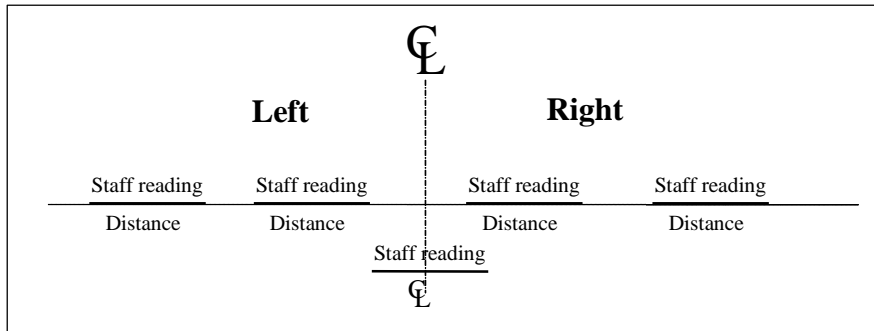 ℄
Left Right
Staff reading Staff reading Staff reading Staff reading
Distance Distance Distance Distance
Staff reading
℄